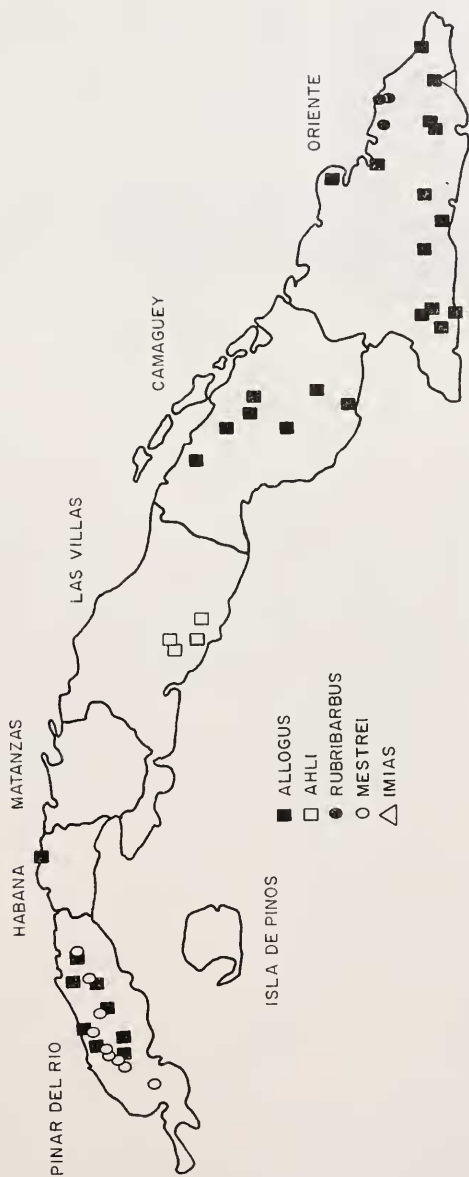 PINAR DEL RIO
HABANA
MATANZAS
LAS VILLAS
CAMAGUEY
ORIENTE
ISLA DE PINOS
ALLOGUS
AHLI
RUBRIBARBUS
MESTREI
IMIAS